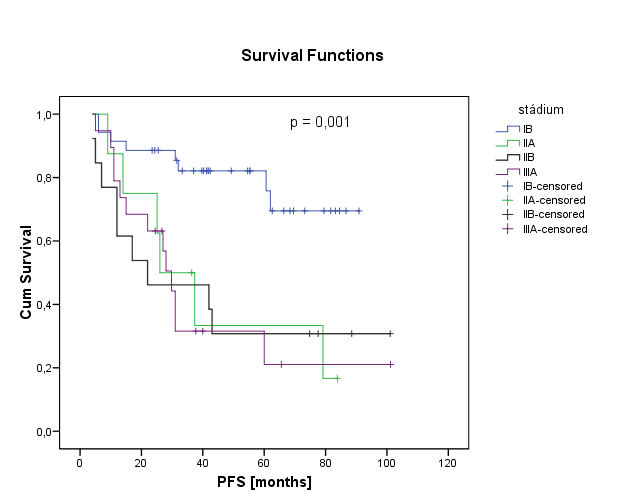 Survival Functions
p = 0,001
stádium
IB
IIA
IIB
IIIA
IB-censored
IIA-censored
IIB-censored
IIIA-censored
Cum Survival
1,0
0,8
0,6
0,4
0,2
0,0
0 20 40 60 80 100 120
PFS [months]